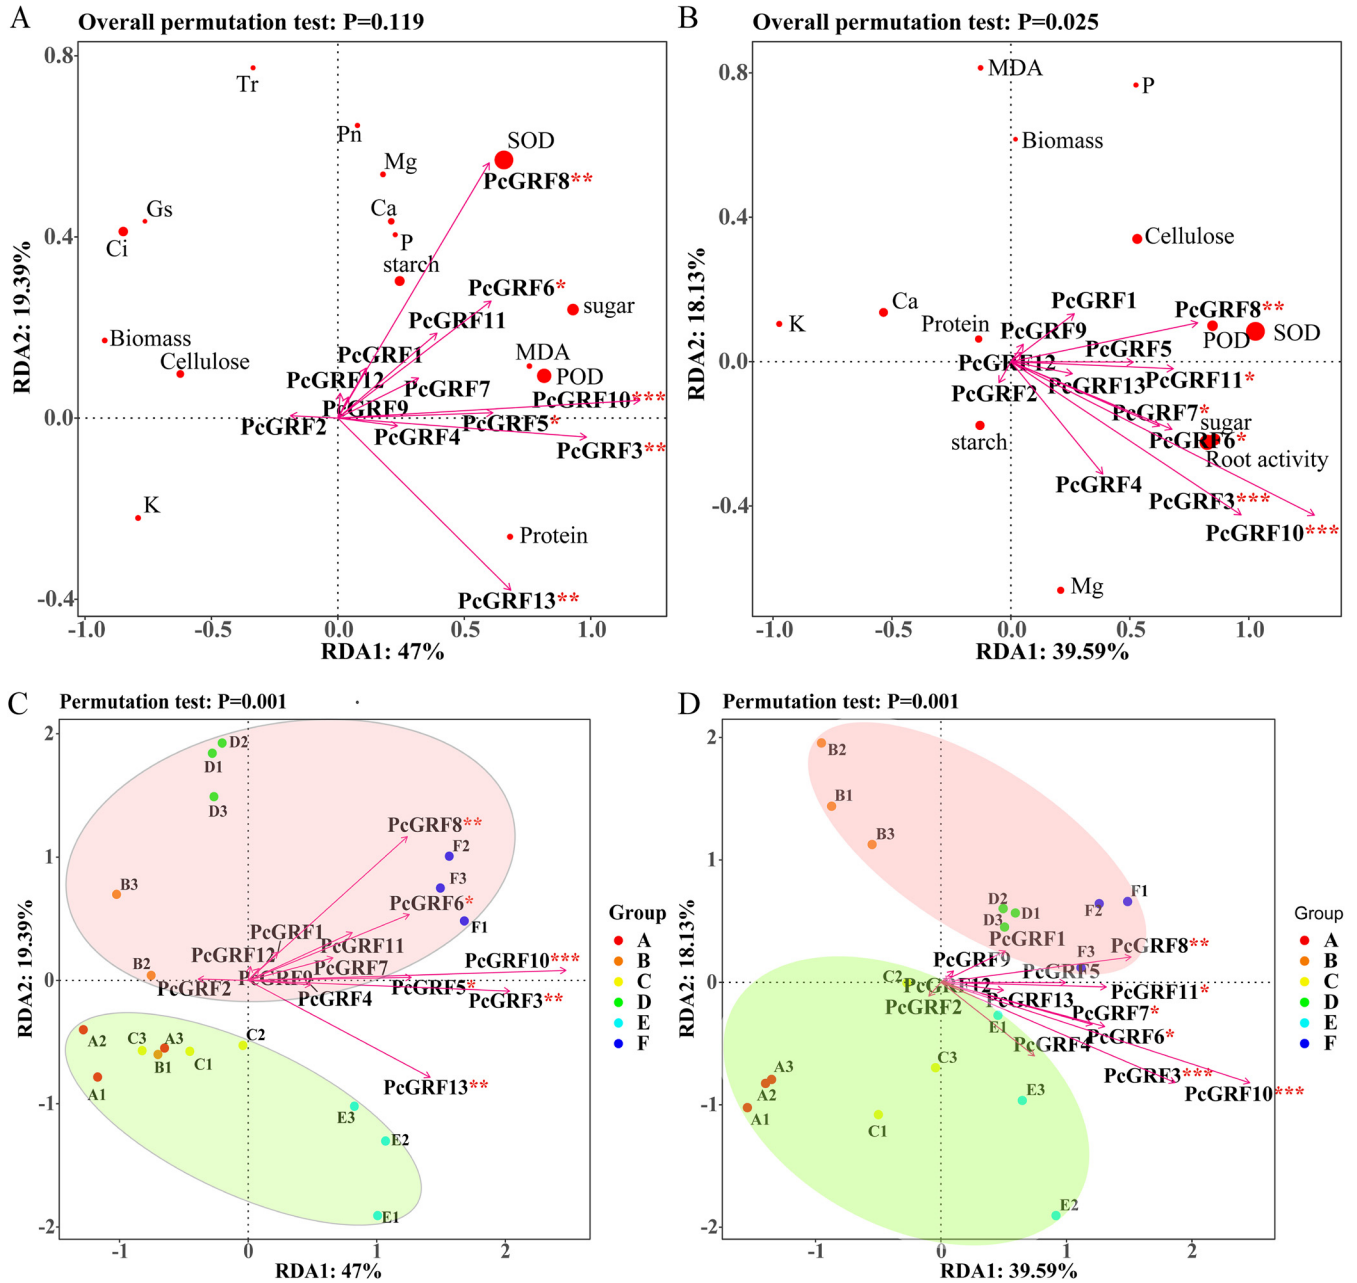 A
Overall permutation test: P=0.119
RDA2: 19.39%
0.8
0.4
0.0
-0.4
Tr
Pn
SOD
Mg
PcGRF8**
Gs
Ca
Ci
P
starch
PcGRF6*
sugar
PcGRF11
Biomass
PcGRF1
MDA
Cellulose
PcGRF12
POD
PcGRF7
PcGRF10***
PcGRF9
PcGRF2
PcGRF4
PcGRF5*
PcGRF3**
K
Protein
PcGRF13**
-1.0
-0.5
0.0
0.5
1.0
RDA1: 47%
B
Overall permutation test: P=0.025
RDA2: 18.13%
0.8
0.4
0.0
-0.4
MDA
P
Biomass
Cellulose
Ca
PcGRF1
PcGRF8**
K
Protein
PcGRF9
POD
SOD
PcGRF5
PcGRF12
PcGRF13
PcGRF11*
PcGRF2
PcGRF7*
sugar
starch
PcGRF6*
Root activity
PcGRF4
PcGRF3***
PcGRF10***
Mg
-1.0
-0.5
0.0
0.5
1.0
RDA1: 39.59%
C
Permutation test: P=0.001
RDA2: 19.39%
2
1
0
-1
-2
D2
D1
D3
PcGRF8**
F2
B3
F3
PcGRF6*
F1
PcGRF1
PcGRF12
PcGRF11
B2
PcGRF7
PcGRF10***
PcGRF9
PcGRF2
PcGRF4
PcGRF5*
PcGRF3**
A2
C3
A3
C2
B1
C1
A1
PcGRF13**
E3
E2
E1
-1
0
1
2
RDA1: 47%
Group
A
B
C
D
E
F
D
Permutation test: P=0.001
RDA2: 18.13%
2
1
0
-1
-2
B2
B1
B3
D2
D1
F1
F2
D3
PcGRF1
F3
PcGRF8**
PcGRF9
C2
PcGRF5
PcGRF12
PcGRF13
PcGRF11*
PcGRF2
E1
PcGRF7*
PcGRF6*
PcGRF4
C3
A3
PcGRF3***
A2
E3
PcGRF10***
A1
C1
E2
-1
0
1
2
RDA1: 39.59%
Group
A
B
C
D
E
F